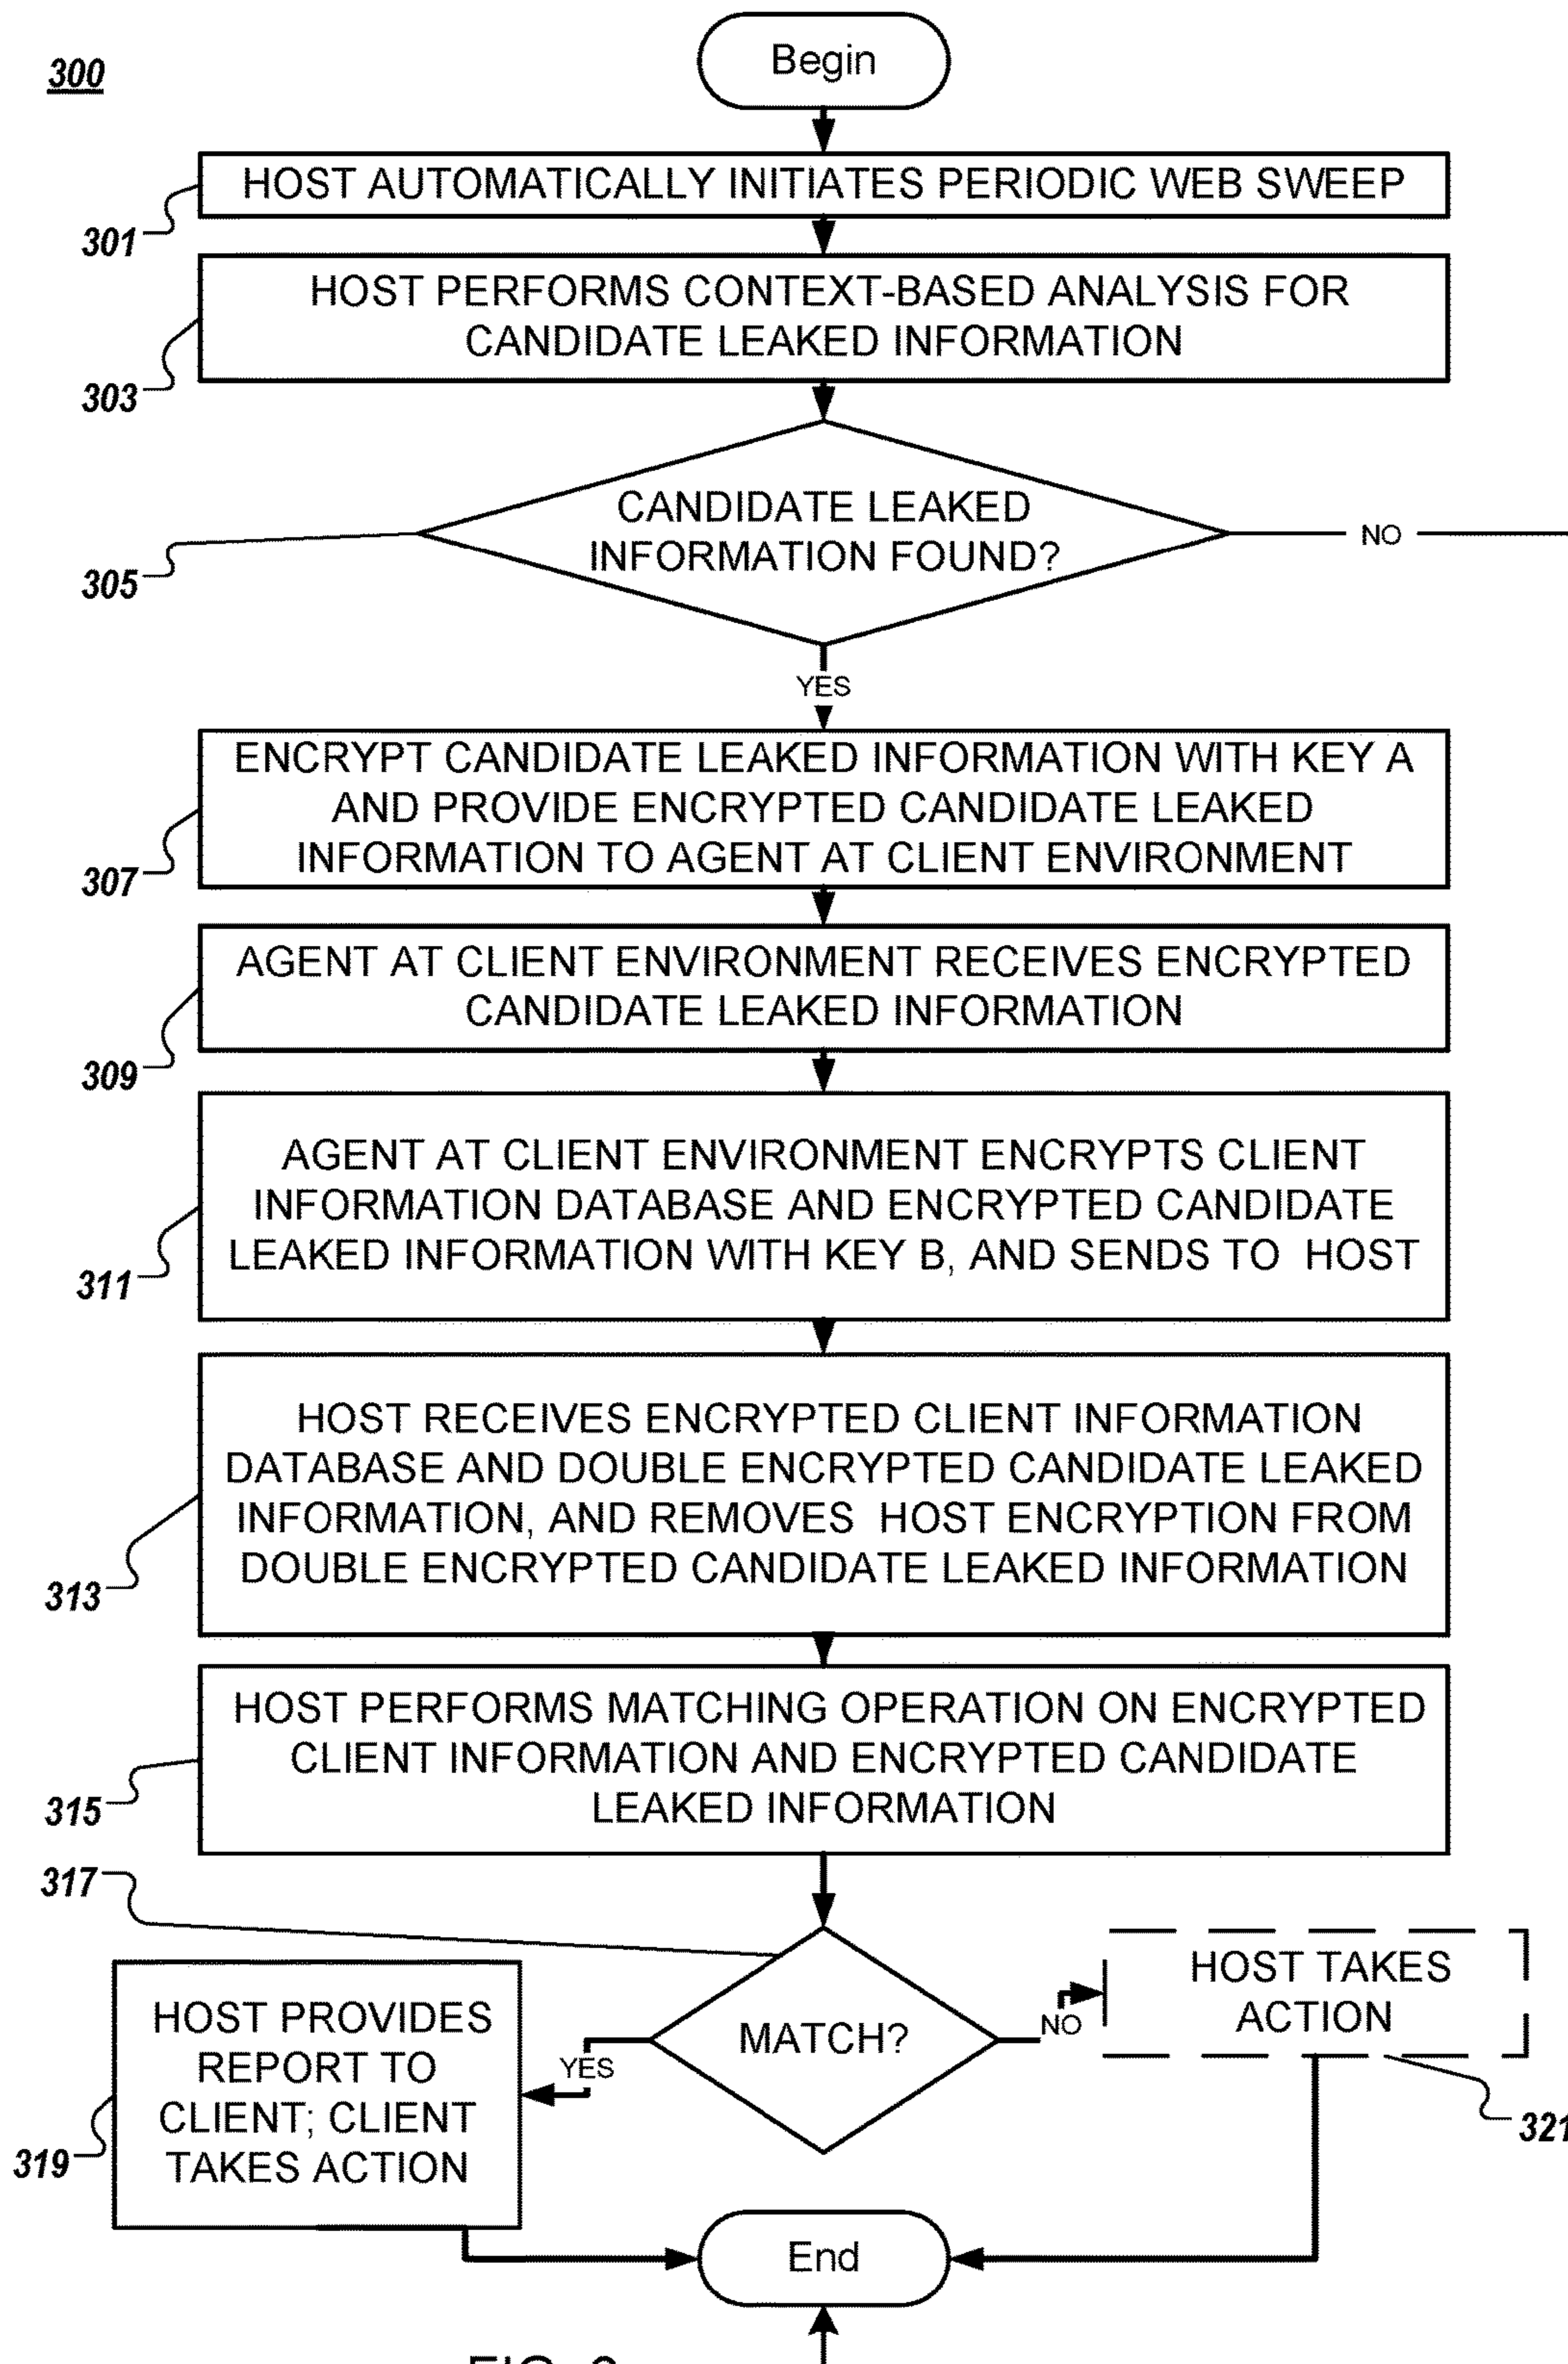 300
Begin
HOST AUTOMATICALLY INITIATES PERIODIC WEB SWEEP
301
HOST PERFORMS CONTEXT-BASED ANALYSIS FOR
CANDIDATE LEAKED INFORMATION
303
CANDIDATE LEAKED
INFORMATION FOUND?
NO
305
YES
ENCRYPT CANDIDATE LEAKED INFORMATION WITH KEY A
AND PROVIDE ENCRYPTED CANDIDATE LEAKED
INFORMATION TO AGENT AT CLIENT ENVIRONMENT
307
AGENT AT CLIENT ENVIRONMENT RECEIVES ENCRYPTED
CANDIDATE LEAKED INFORMATION
309
AGENT AT CLIENT ENVIRONMENT ENCRYPTS CLIENT
INFORMATION DATABASE AND ENCRYPTED CANDIDATE
LEAKED INFORMATION WITH KEY B, AND SENDS TO HOST
311
HOST RECEIVES ENCRYPTED CLIENT INFORMATION
DATABASE AND DOUBLE ENCRYPTED CANDIDATE LEAKED
INFORMATION, AND REMOVES HOST ENCRYPTION FROM
DOUBLE ENCRYPTED CANDIDATE LEAKED INFORMATION
313
HOST PERFORMS MATCHING OPERATION ON ENCRYPTED
CLIENT INFORMATION AND ENCRYPTED CANDIDATE
LEAKED INFORMATION
315
317
MATCH?
YES
NO
HOST TAKES
ACTION
321
HOST PROVIDES
REPORT TO
CLIENT; CLIENT
TAKES ACTION
319
End